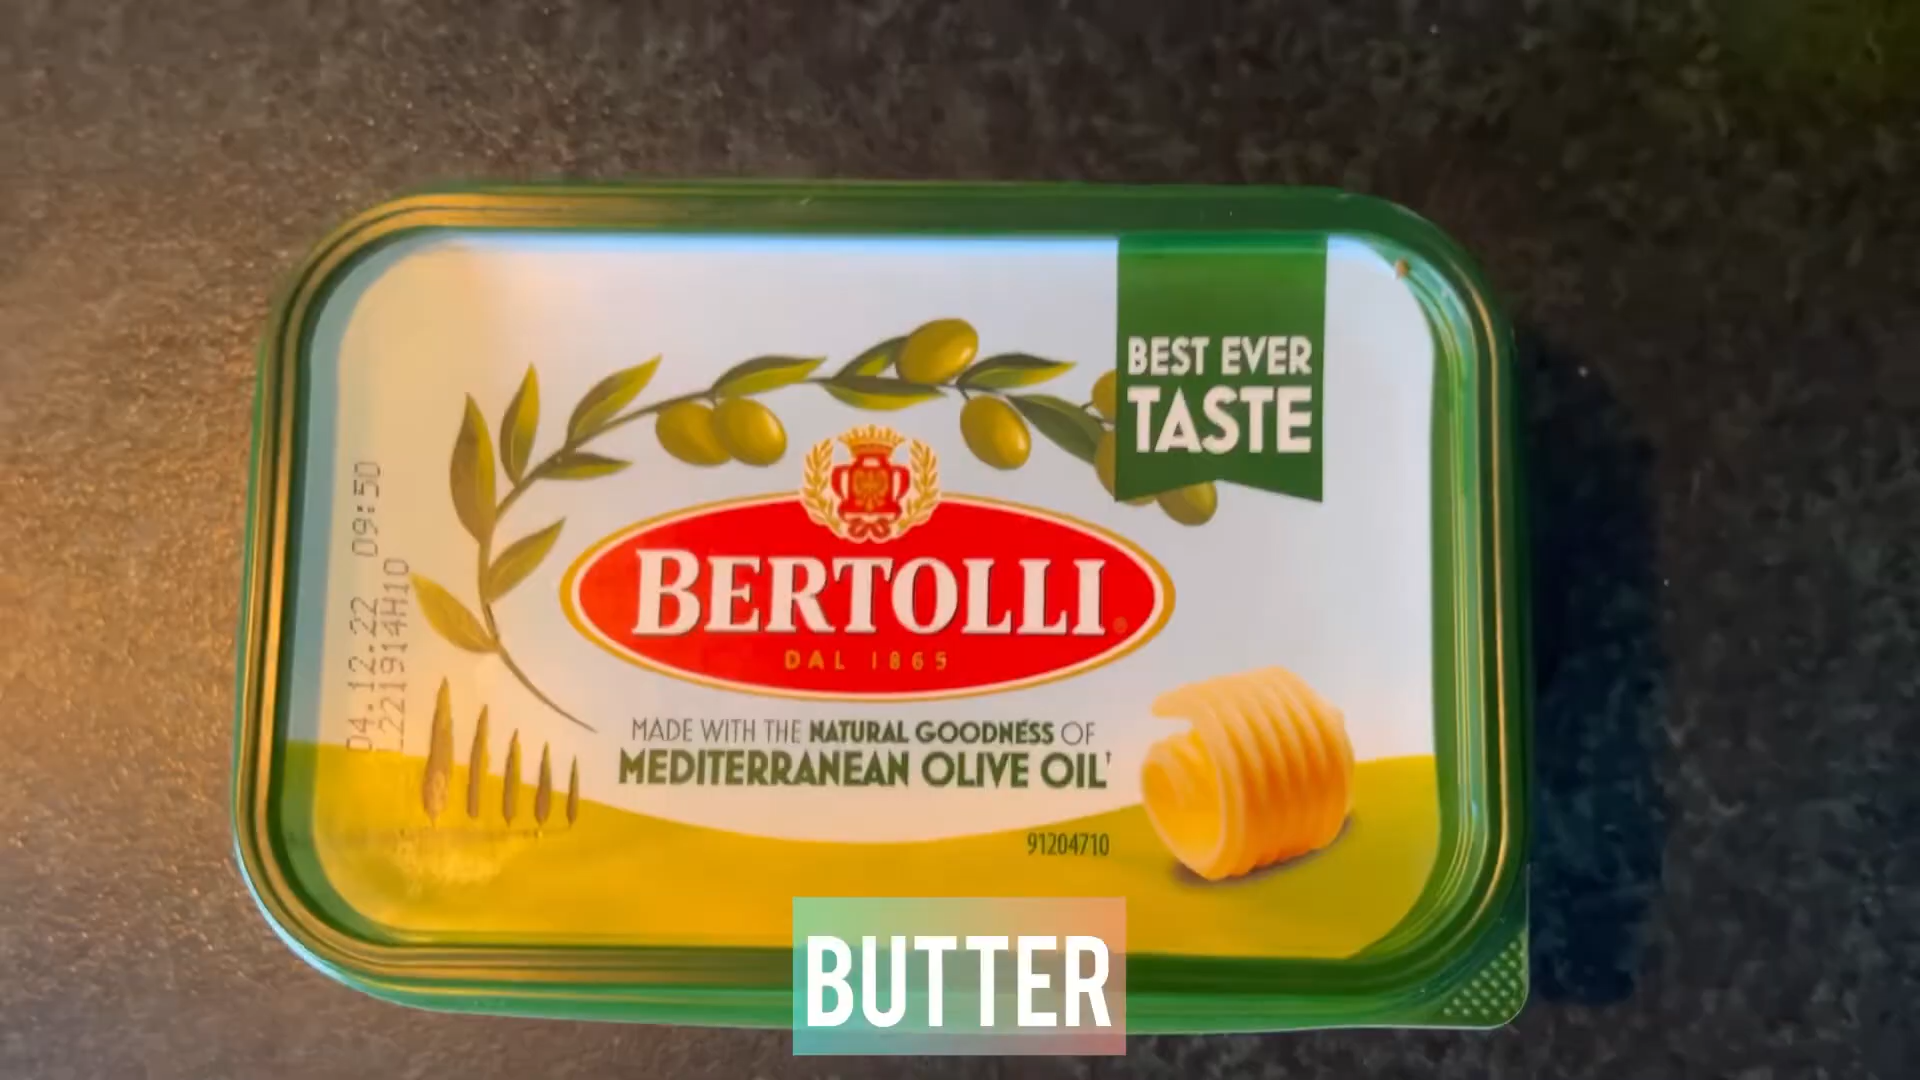 BEST EVER
TASTE
BERTOLLI
DAL 1865
MADE WITH THE NATURAL GOODNESS OF
MEDITERRANEAN OLIVE OIL†
91204710
04.12.22 09:50
L221914H10
BUTTER